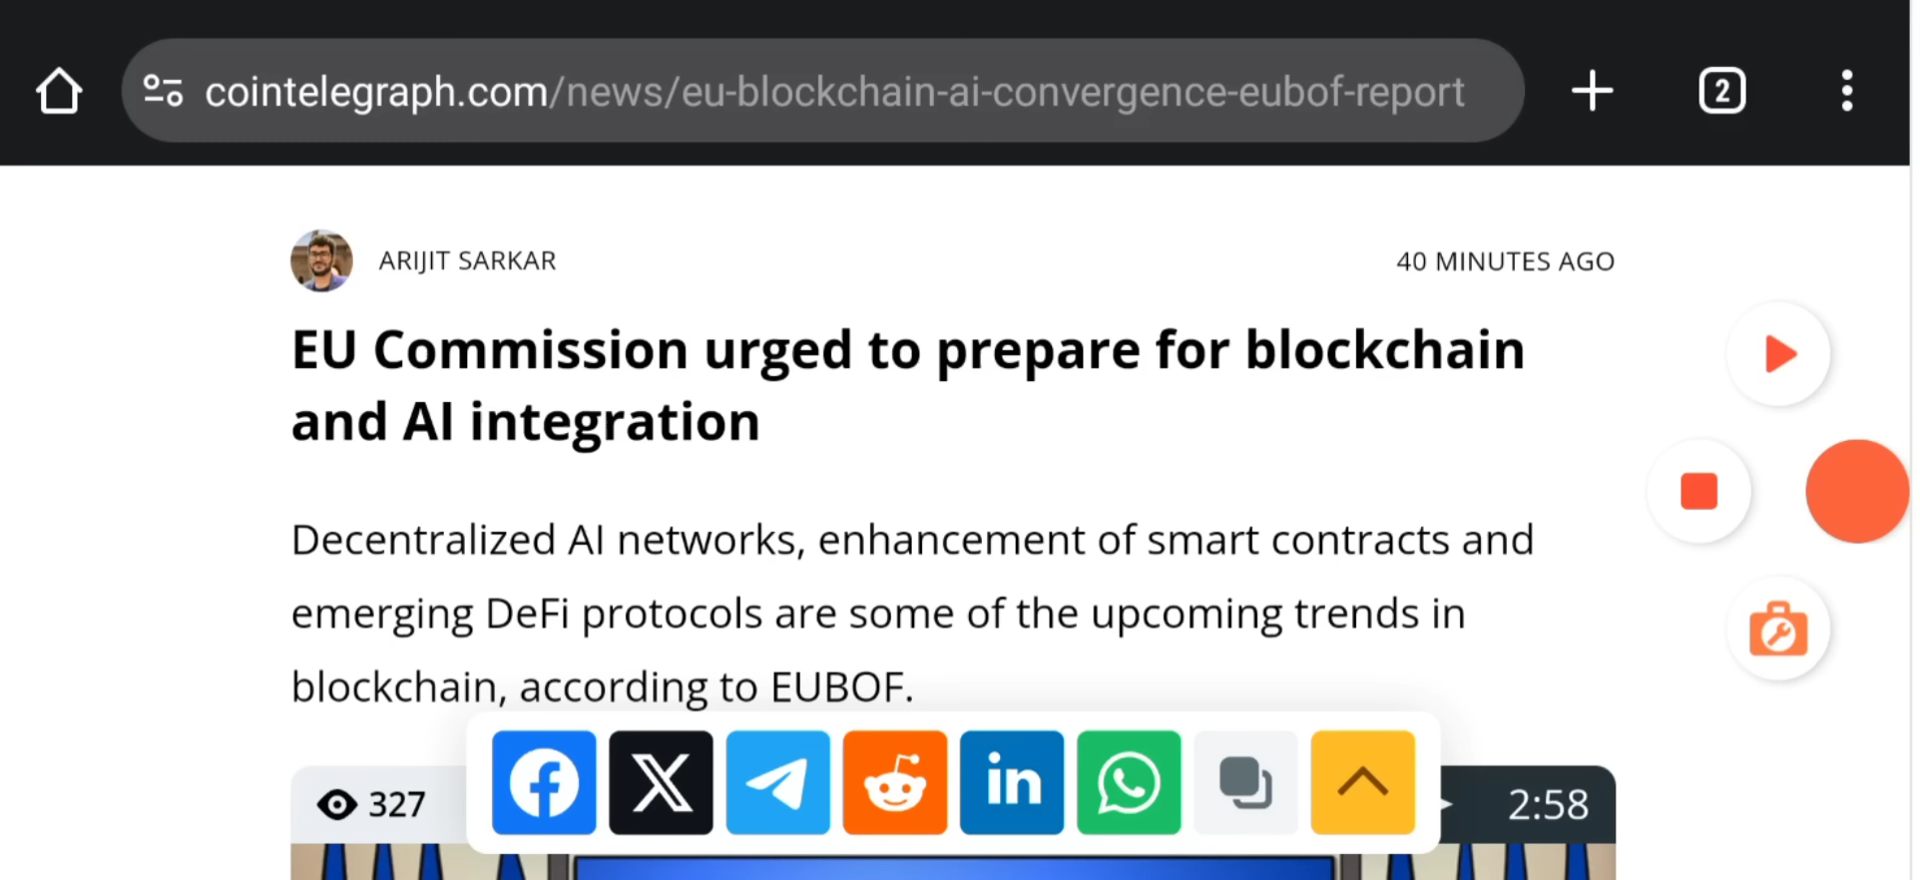 cointelegraph.com/news/eu-blockchain-ai-convergence-eubof-report
2
ARIJIT SARKAR
40 MINUTES AGO
EU Commission urged to prepare for blockchain
and AI integration
Decentralized AI networks, enhancement of smart contracts and
emerging DeFi protocols are some of the upcoming trends in
blockchain, according to EUBOF.
327
in
2:58